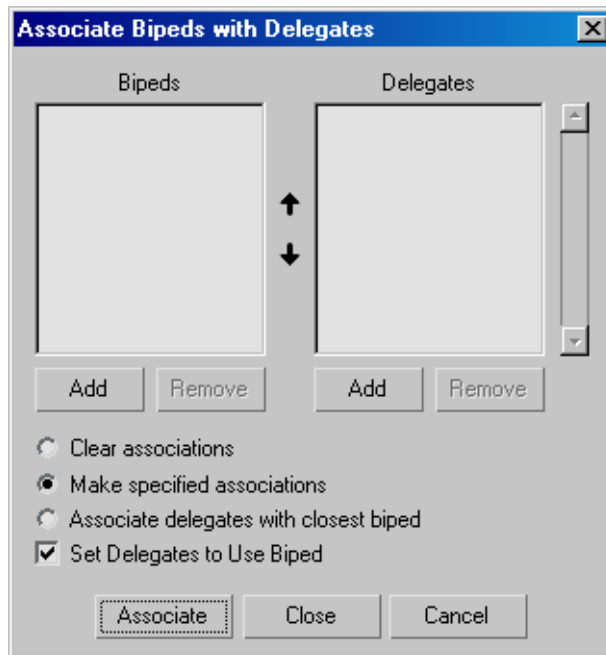 Associate Bipeds with Delegates
Bipeds Delegates
Add Remove Add Remove
Clear associations
Make specified associations
Associate delegates with closest biped
Set Delegates to Use Biped
Associate Close Cancel